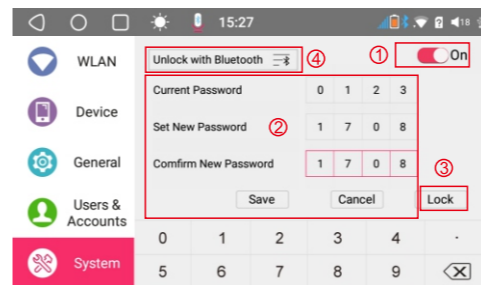 15:27
18
WLAN
Device
General
Users &
Accounts
System
Unlock with Bluetooth ④
① On
Current Password 0 1 2 3
Set New Password ② 1 7 0 8
Comfirm New Password 1 7 0 8
③
Save Cancel Lock
0 1 2 3 4 .
5 6 7 8 9